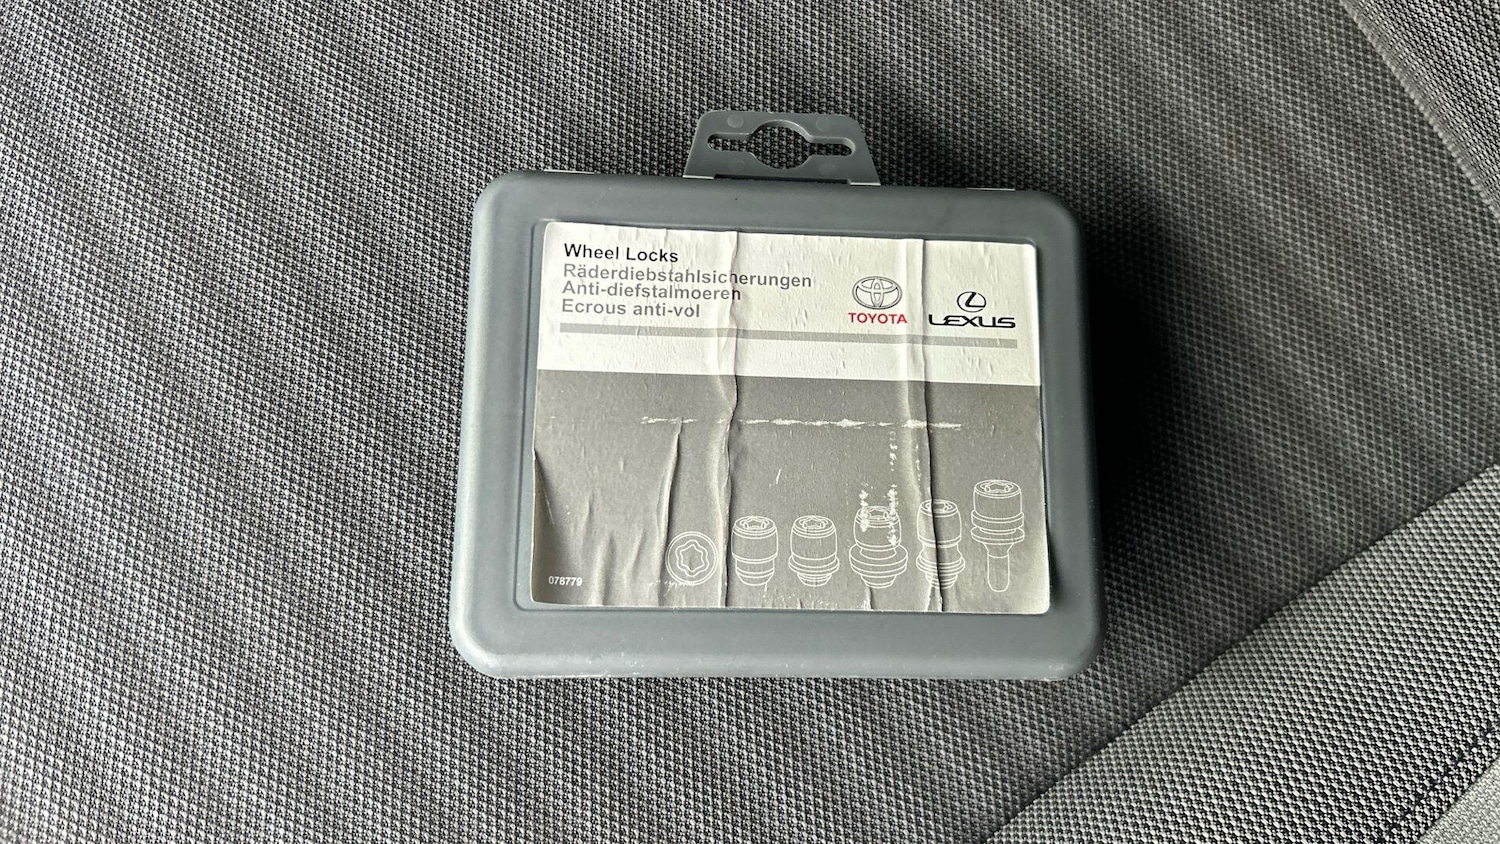 Wheel Locks
Räderdiebstahlsicherungen
Anti-diefstalmoeren
Ecrous anti-vol
TOYOTA
LEXUS
078779